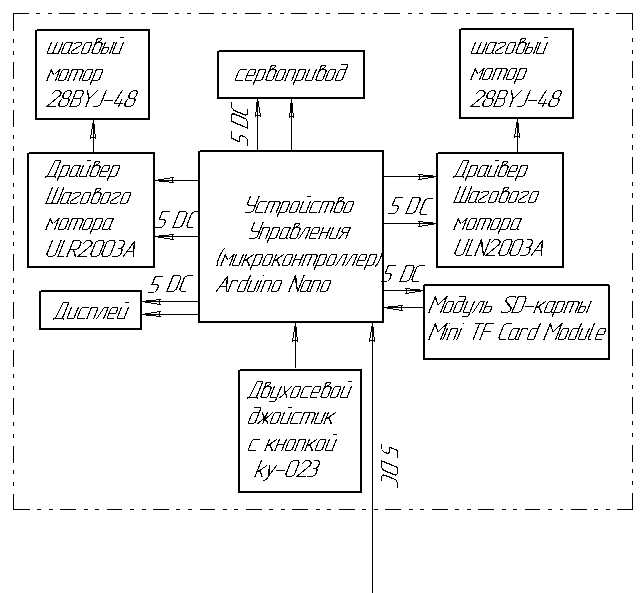 шаговый
мотор
28BYJ-48
сервопривод
шаговый
мотор
28BYJ-48
5 DC
Драйвер
Шагового
мотора
ULR2003A
5 DC
Устройство
Управления
(микроконтроллер)
Arduino Nano
5 DC
Драйвер
Шагового
мотора
ULN2003A
5 DC
Дисплей
5 DC
Модуль SD-карты
Mini TF Card Module
Двухосевой
джойстик
с кнопкой
ky-023
5 DC